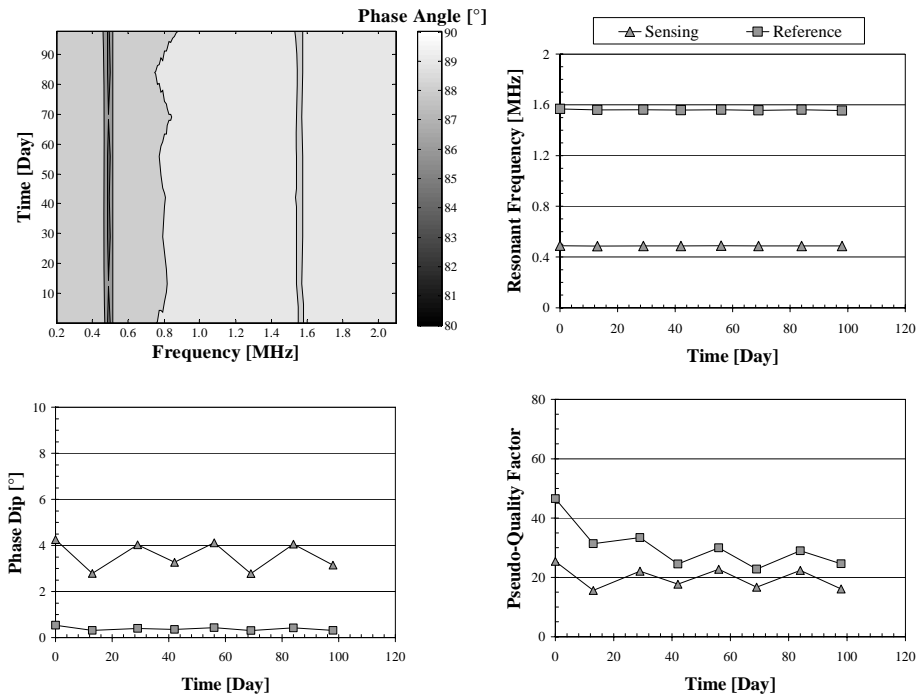 Phase Angle [°]
90
80
70
60
50
40
30
20
10
Time [Day]
0.2 0.4 0.6 0.8 1.0 1.2 1.4 1.6 1.8 2.0
Frequency [MHz]
90
89
88
87
86
85
84
83
82
81
80
Sensing Reference
2
1.6
1.2
0.8
0.4
0
Resonant Frequency [MHz]
0 20 40 60 80 100 120
Time [Day]
10
8
6
4
2
0
Phase Dip [°]
0 20 40 60 80 100 120
Time [Day]
80
60
40
20
0
Pseudo-Quality Factor
0 20 40 60 80 100 120
Time [Day]